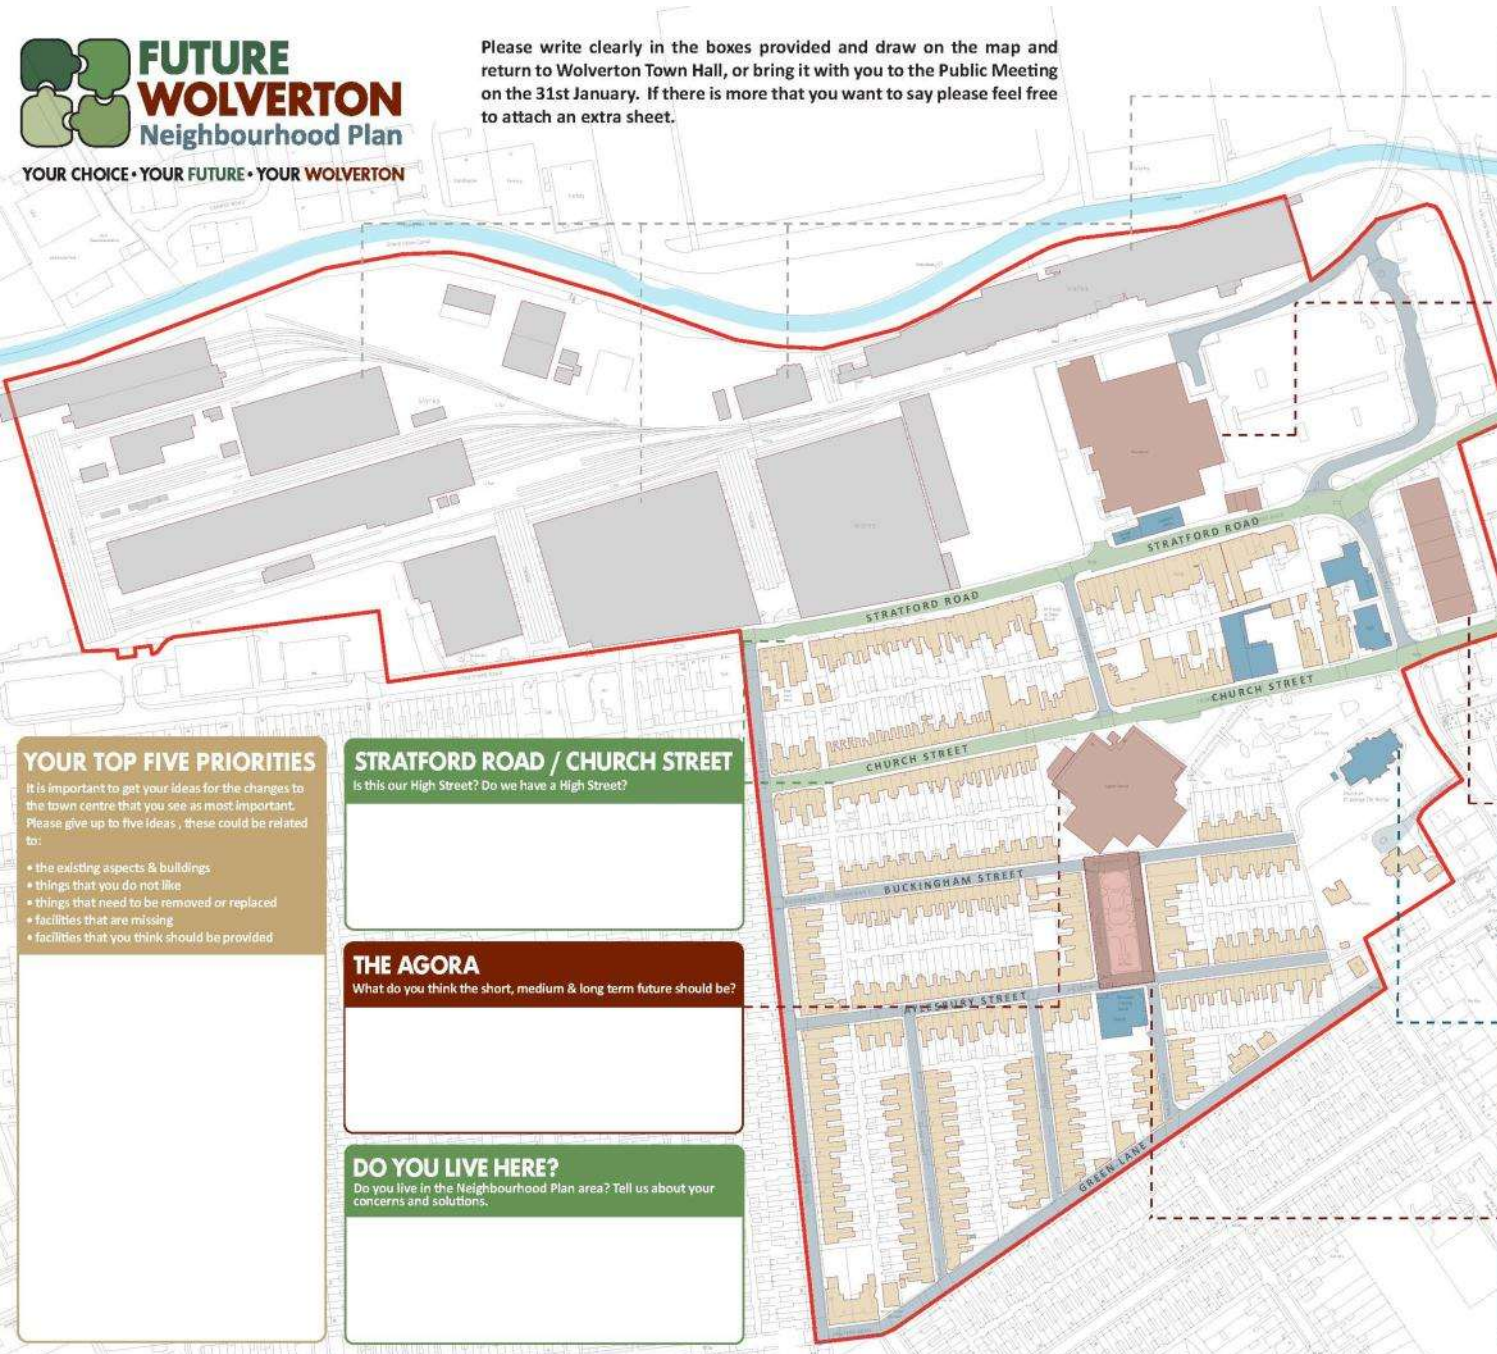 FUTURE
WOLVERTON
Neighbourhood Plan
YOUR CHOICE • YOUR FUTURE • YOUR WOLVERTON
Please write clearly in the boxes provided and draw on the map and
return to Wolverton Town Hall, or bring it with you to the Public Meeting
on the 31st January. If there is more that you want to say please feel free
to attach an extra sheet.
STRATFORD ROAD
STRATFORD ROAD
CHURCH STREET
CHURCH STREET
BUCKINGHAM STREET
AYLESBURY STREET
GREEN LANE
YOUR TOP FIVE PRIORITIES
It is important to get your ideas for the changes to
the town centre that you see as most important.
Please give up to five ideas , these could be related
to:
• the existing aspects & buildings
• things that you do not like
• things that need to be removed or replaced
• facilities that are missing
• facilities that you think should be provided
STRATFORD ROAD / CHURCH STREET
Is this our High Street? Do we have a High Street?
THE AGORA
What do you think the short, medium & long term future should be?
DO YOU LIVE HERE?
Do you live in the Neighbourhood Plan area? Tell us about your
concerns and solutions.